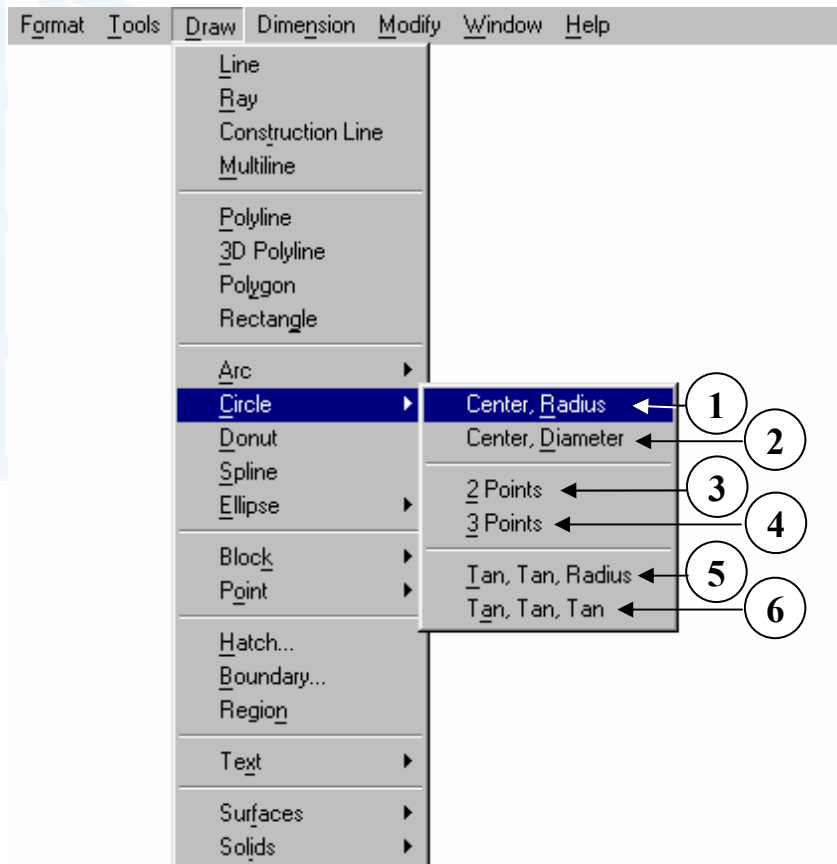 Format Tools Draw Dimension Modify Window Help
Line
Ray
Construction Line
Multiline
Polyline
3D Polyline
Polygon
Rectangle
Arc
Circle
Donut
Spline
Ellipse
Block
Point
Hatch...
Boundary...
Region
Text
Surfaces
Solids
Center, Radius 1
Center, Diameter 2
2 Points 3
3 Points 4
Tan, Tan, Radius 5
Tan, Tan, Tan 6